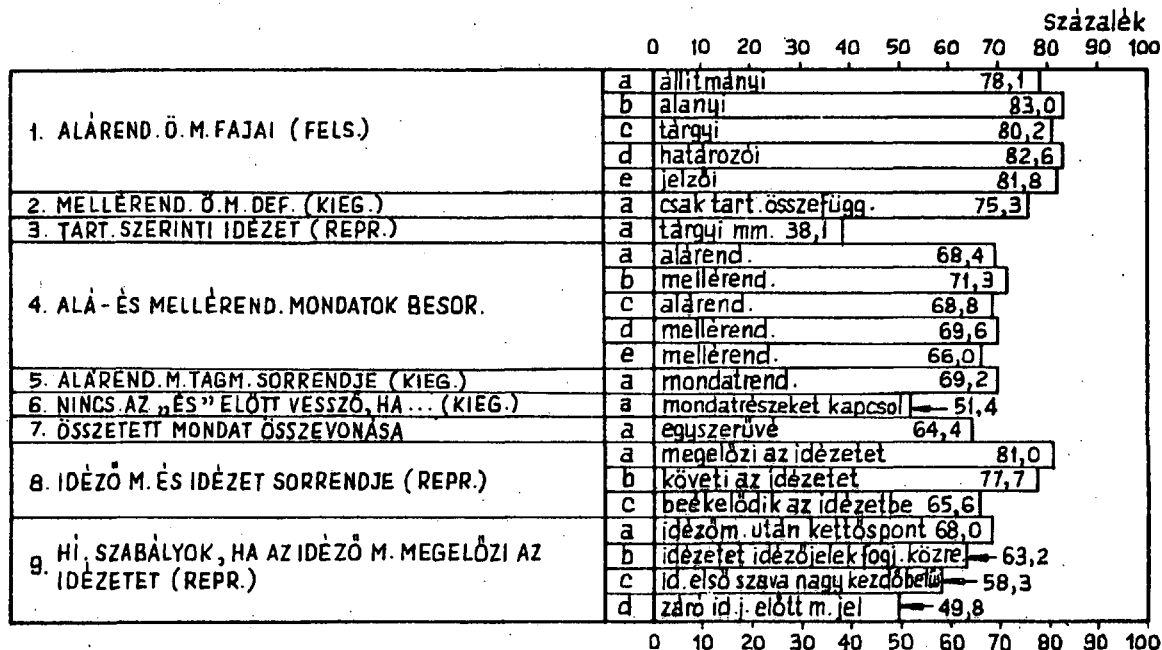 Százalék
0 10 20 30 40 50 60 70 80 90 100
1. ALÁREND. Ö. M. FAJAI (FELS.)
a állítmányi 78,1
b alanyi 83,0
c tárgyi 80,2
d határozói 82,6
e jelzői 81,8
2. MELLÉREND. Ö. M. DEF. (KIEG.) a csak tart. összefügg. 75,3
3. TART. SZERINTI IDÉZET (REPR.) a tárgyi mm. 38,1
4. ALÁ- ÉS MELLÉREND. MONDATOK BESOR.
a alárend. 68,4
b mellérend. 71,3
c alárend. 68,8
d mellérend. 69,6
e mellérend. 66,0
5. ALÁREND. M. TAGM. SORRENDJE (KIEG.) a mondatrend. 69,2
6. NINCS AZ „ÉS” ELŐTT VESSZŐ, HA... (KIEG.) a mondatrészeket kapcsol 51,4
7. ÖSSZETETT MONDAT ÖSSZEVONÁSA a egyszerűvé 64,4
8. IDÉZŐ M. ÉS IDÉZET SORRENDJE (REPR.)
a megelőzi az idézetet 81,0
b követi az idézetet 77,7
c beékelődik az idézetbe 65,6
9. HÍ. SZABÁLYOK, HA AZ IDÉZŐ M. MEGELŐZI AZ
IDÉZETET (REPR.)
a idézőm. után kettőspont 68,0
b idézetet idézőjelek fogj. közre 63,2
c id. első szava nagy kezdőbetűs 58,3
d záró id. j. előtt m. jel 49,8
0 10 20 30 40 50 60 70 80 90 100